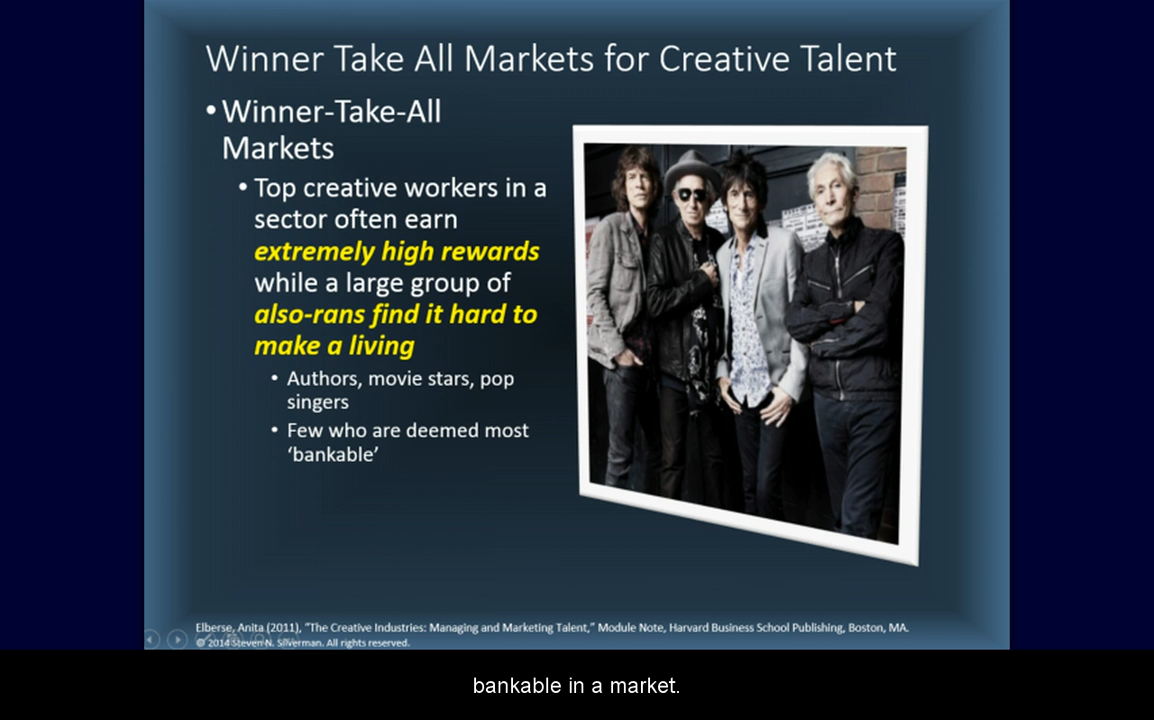 Winner Take All Markets for Creative Talent
• Winner-Take-All
Markets
• Top creative workers in a
sector often earn
extremely high rewards
while a large group of
also-rans find it hard to
make a living
• Authors, movie stars, pop
singers
• Few who are deemed most
‘bankable’
Elberse, Anita (2011), “The Creative Industries: Managing and Marketing Talent,” Module Note, Harvard Business School Publishing, Boston, MA.
© 2014 Steven N. Silverman. All rights reserved.
bankable in a market.